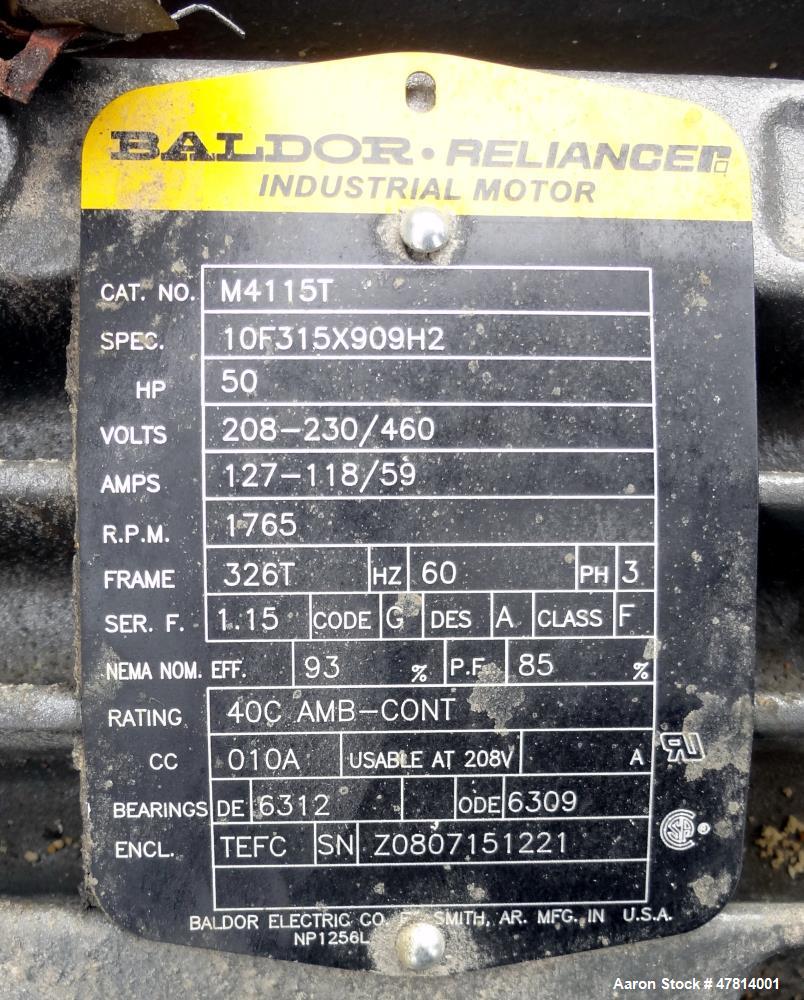 BALDOR • RELIANCER
INDUSTRIAL MOTOR
CAT. NO. M4115T
SPEC. 10F315X909H2
HP 50
VOLTS 208-230/460
AMPS 127-118/59
R.P.M. 1765
FRAME 326T HZ 60 PH 3
SER. F. 1.15 CODE G DES A CLASS F
NEMA NOM. EFF. 93 % P.F. 85 %
RATING 40C AMB-CONT
CC 010A USABLE AT 208V A
BEARINGS DE 6312 ODE 6309
ENCL. TEFC SN Z0807151221
BALDOR ELECTRIC CO. SMITH, AR. MFG. IN U.S.A.
NP1256L
Aaron Stock # 47814001